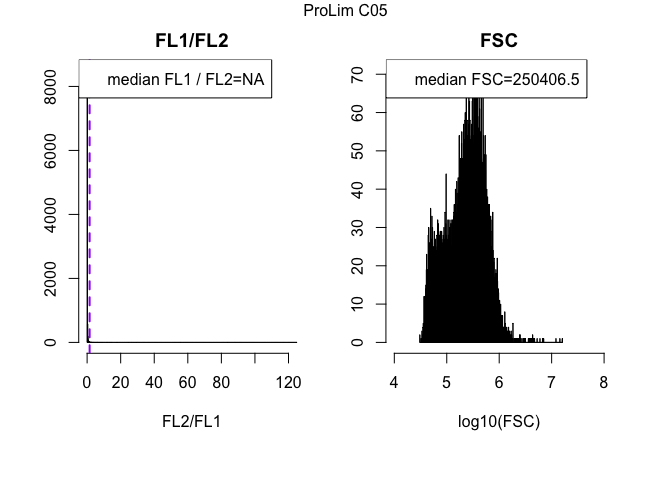 ProLim C05
FL1/FL2
median FL1 / FL2=NA
8000
6000
4000
2000
0
0 20 40 60 80 120
FL2/FL1
FSC
median FSC=250406.5
70
60
50
40
30
20
10
0
4 5 6 7 8
log10(FSC)